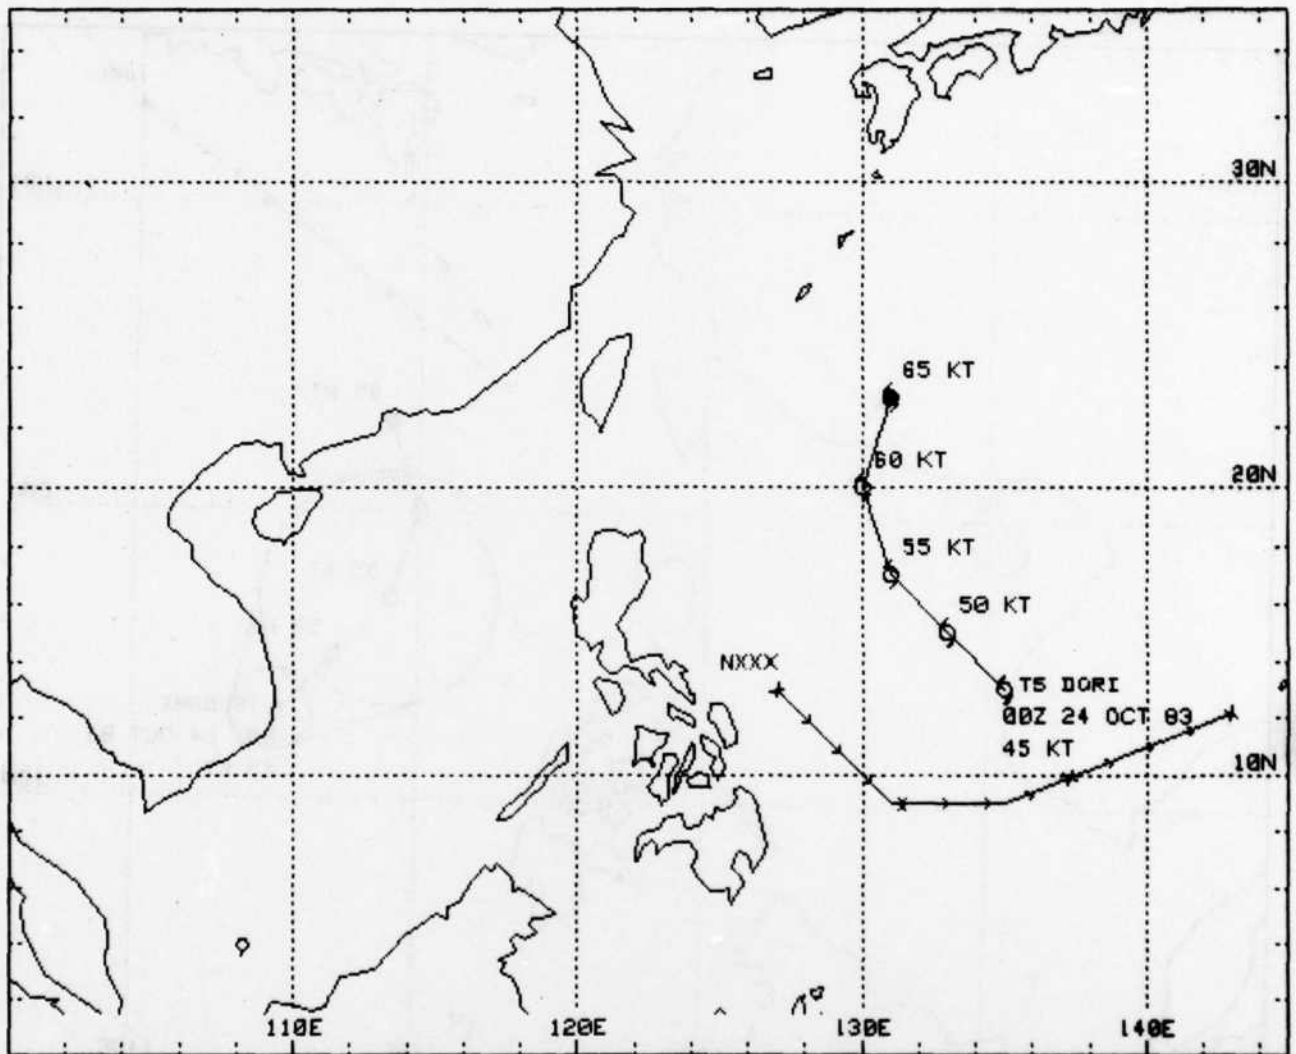 30N
65 KT
60 KT
20N
55 KT
50 KT
NXXX
TS DORI
00Z 24 OCT 83
45 KT
10N
110E
120E
130E
140E